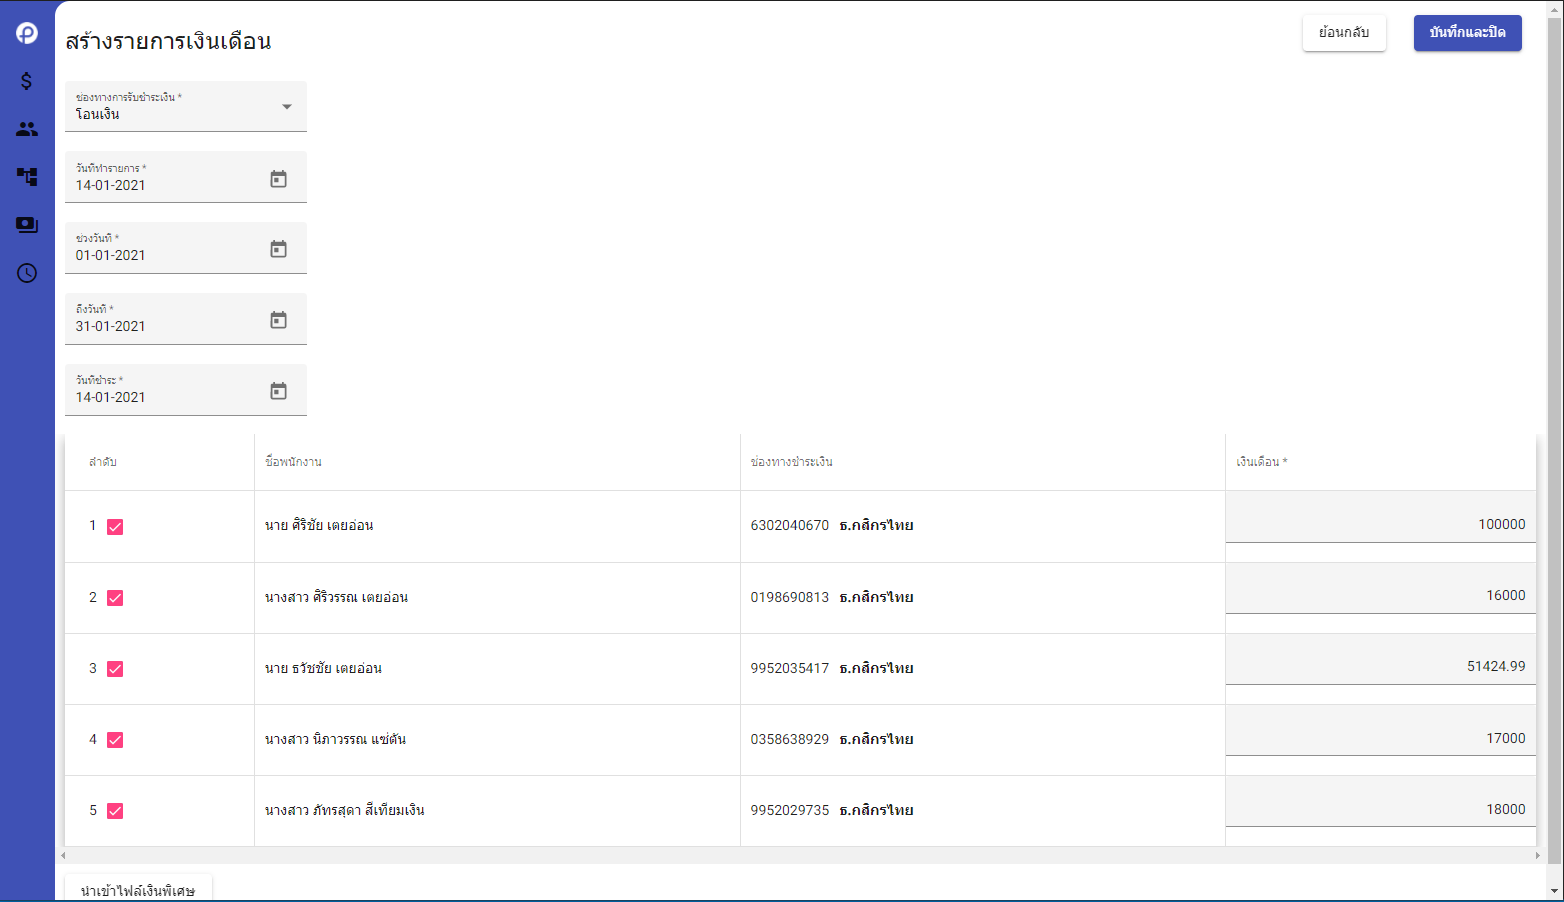 สร้างรายการเงินเดือน
ย้อนกลับ
บันทึกและปิด
ช่องทางการรับชำระเงิน *
โอนเงิน
วันที่ทำรายการ *
14-01-2021
ช่วงวันที่ *
01-01-2021
ถึงวันที่ *
31-01-2021
วันที่ชำระ *
14-01-2021
ลำดับ ชื่อพนักงาน ช่องทางชำระเงิน เงินเดือน *
1 นาย ศิริชัย เตยอ่อน 6302040670 ธ.กสิกรไทย 100000
2 นางสาว ศิริวรรณ เตยอ่อน 0198690813 ธ.กสิกรไทย 16000
3 นาย ธวัชชัย เตยอ่อน 9952035417 ธ.กสิกรไทย 51424.99
4 นางสาว นิภาวรรณ แซ่ตัน 0358638929 ธ.กสิกรไทย 17000
5 นางสาว ภัทรสุดา สีเทียมเงิน 9952029735 ธ.กสิกรไทย 18000
นำเข้าไฟล์เงินพิเศษ